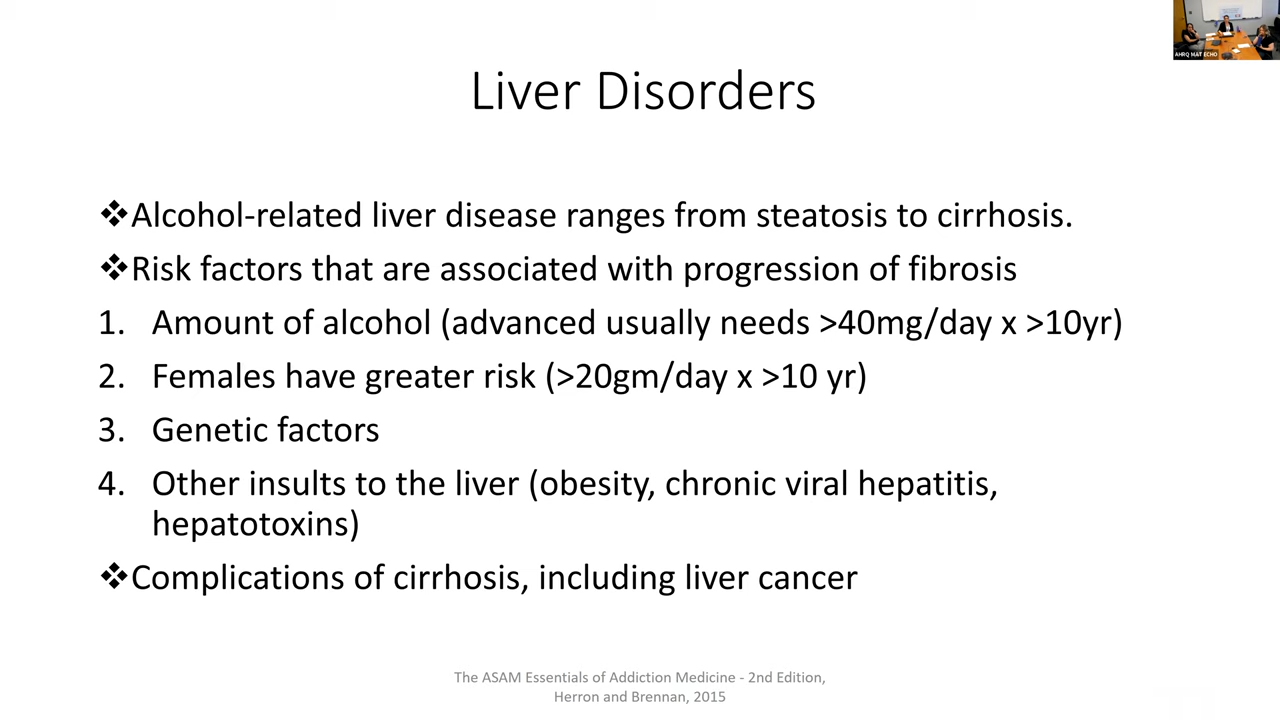 AHRQ MAT ECHO
Liver Disorders
❖Alcohol-related liver disease ranges from steatosis to cirrhosis.
❖Risk factors that are associated with progression of fibrosis
1. Amount of alcohol (advanced usually needs >40mg/day x >10yr)
2. Females have greater risk (>20gm/day x >10 yr)
3. Genetic factors
4. Other insults to the liver (obesity, chronic viral hepatitis,
hepatotoxins)
❖Complications of cirrhosis, including liver cancer
The ASAM Essentials of Addiction Medicine - 2nd Edition,
Herron and Brennan, 2015